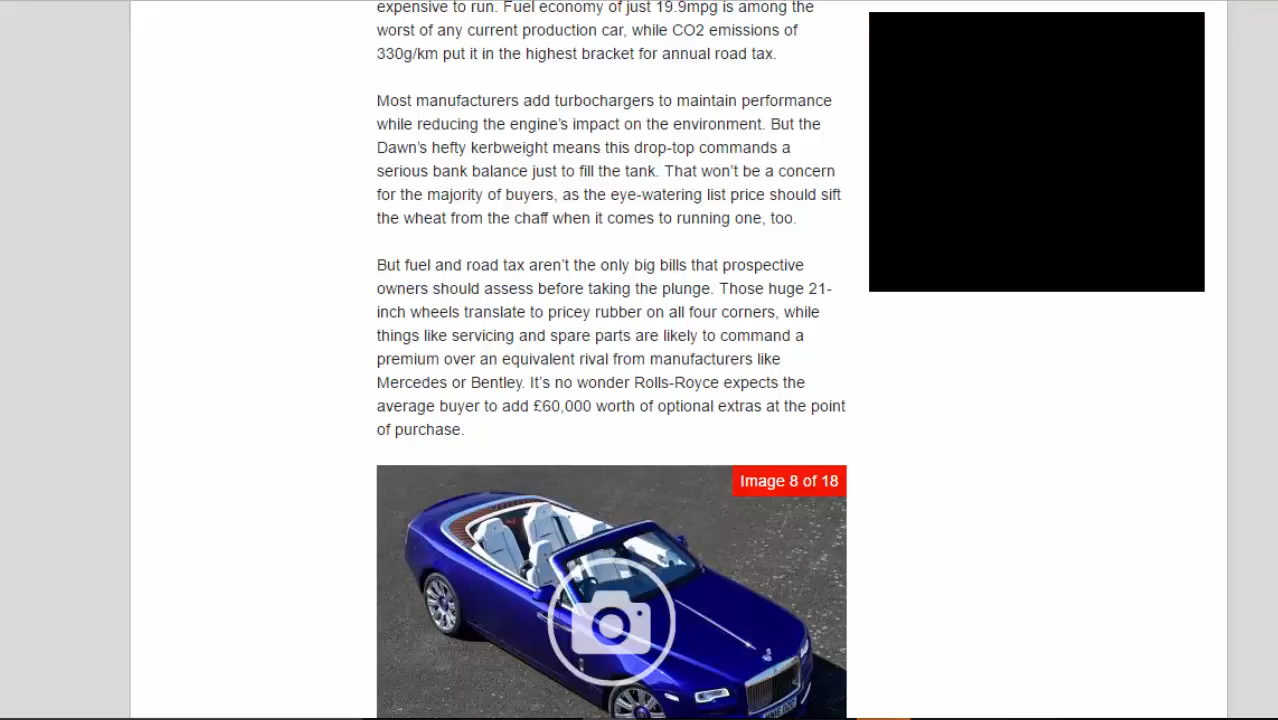 expensive to run. Fuel economy of just 19.9mpg is among the
worst of any current production car, while CO2 emissions of
330g/km put it in the highest bracket for annual road tax.
Most manufacturers add turbochargers to maintain performance
while reducing the engine’s impact on the environment. But the
Dawn’s hefty kerbweight means this drop-top commands a
serious bank balance just to fill the tank. That won’t be a concern
for the majority of buyers, as the eye-watering list price should sift
the wheat from the chaff when it comes to running one, too.
But fuel and road tax aren’t the only big bills that prospective
owners should assess before taking the plunge. Those huge 21-
inch wheels translate to pricey rubber on all four corners, while
things like servicing and spare parts are likely to command a
premium over an equivalent rival from manufacturers like
Mercedes or Bentley. It’s no wonder Rolls-Royce expects the
average buyer to add £60,000 worth of optional extras at the point
of purchase.
Image 8 of 18